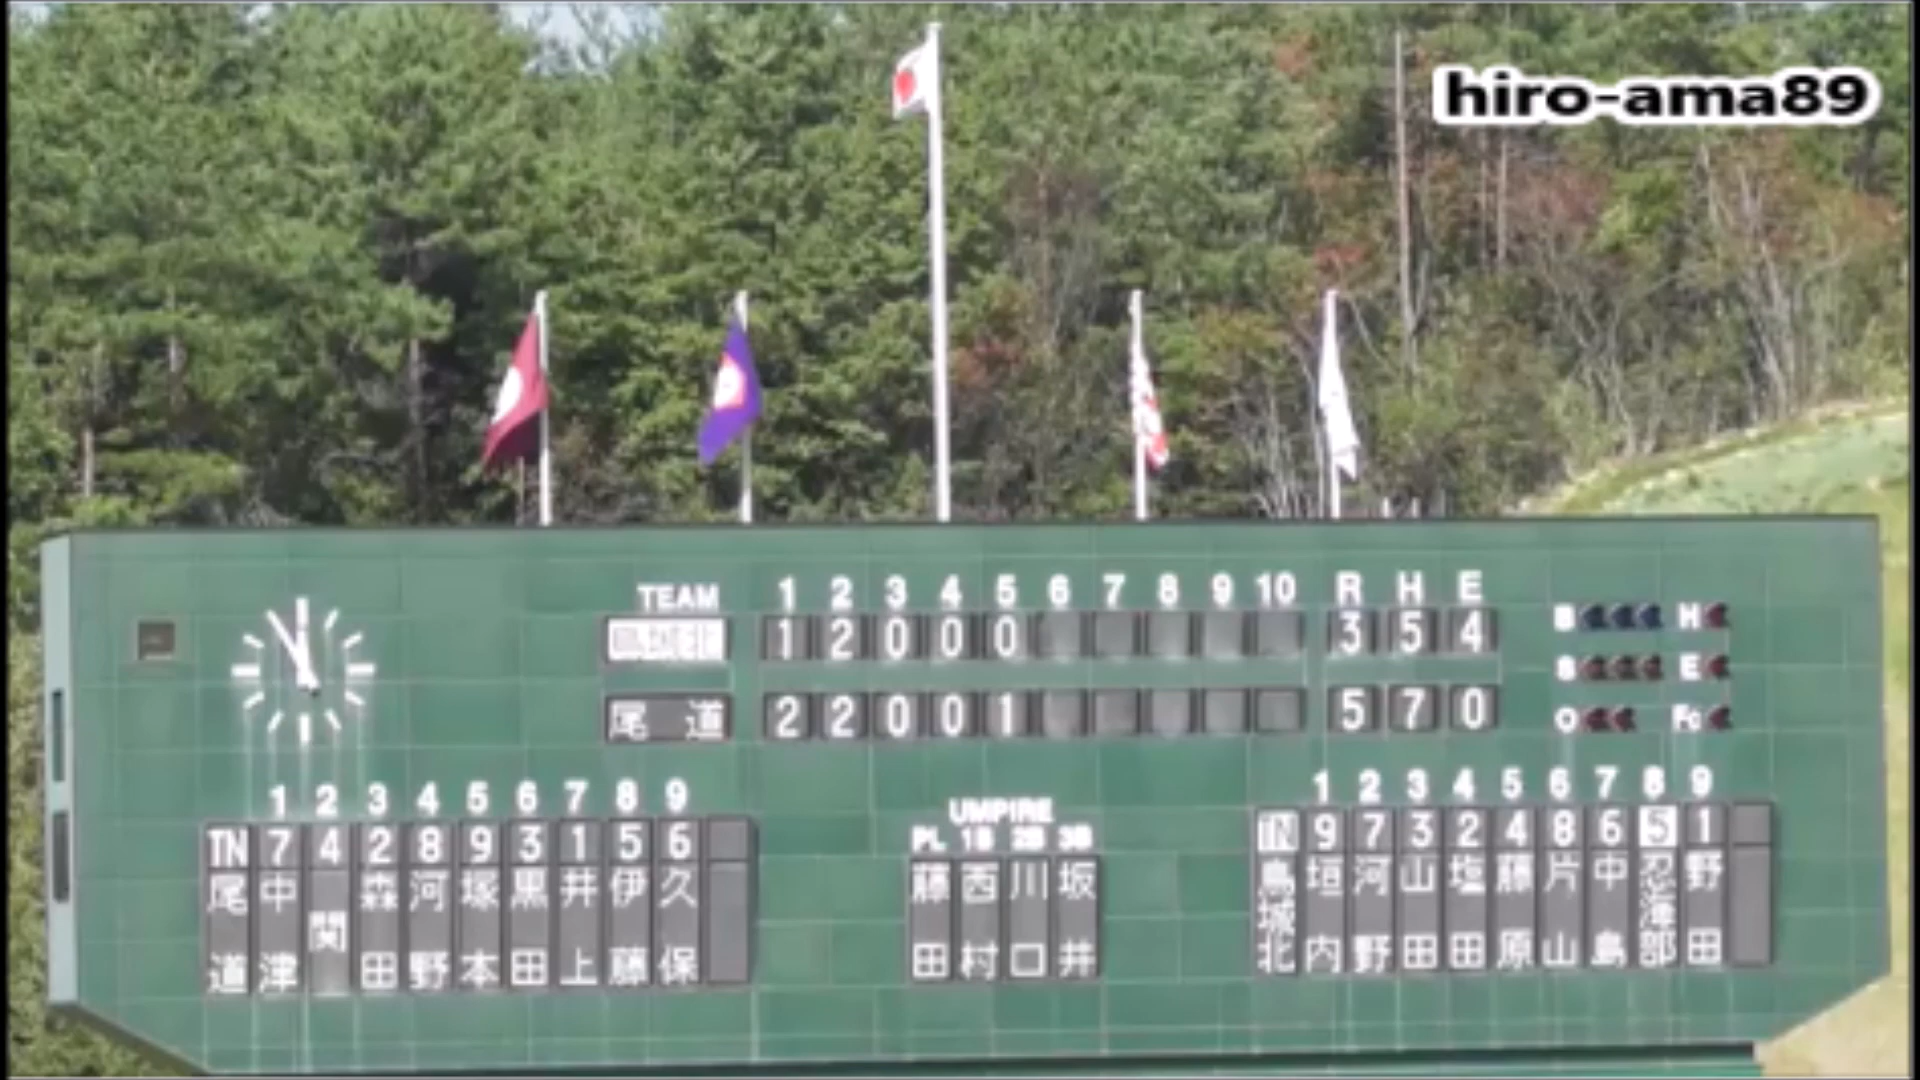 hiro-ama89
TEAM 1 2 3 4 5 6 7 8 9 10 R H E
島城北 1 2 0 0 0 3 5 4
尾道 2 2 0 0 1 5 7 0
B H
S E
O Fc
1 2 3 4 5 6 7 8 9
TN 7 4 2 8 9 3 1 5 6
尾道 中津 関 森田 河野 塚本 黒田 井上 伊藤 久保
UMPIRE
PL 1B 2B 3B
藤田 西村 川口 坂井
1 2 3 4 5 6 7 8 9
IN 9 7 3 2 4 8 6 5 1
島城北 垣内 河野 山田 塩田 藤原 片山 中島 忍海部 野田